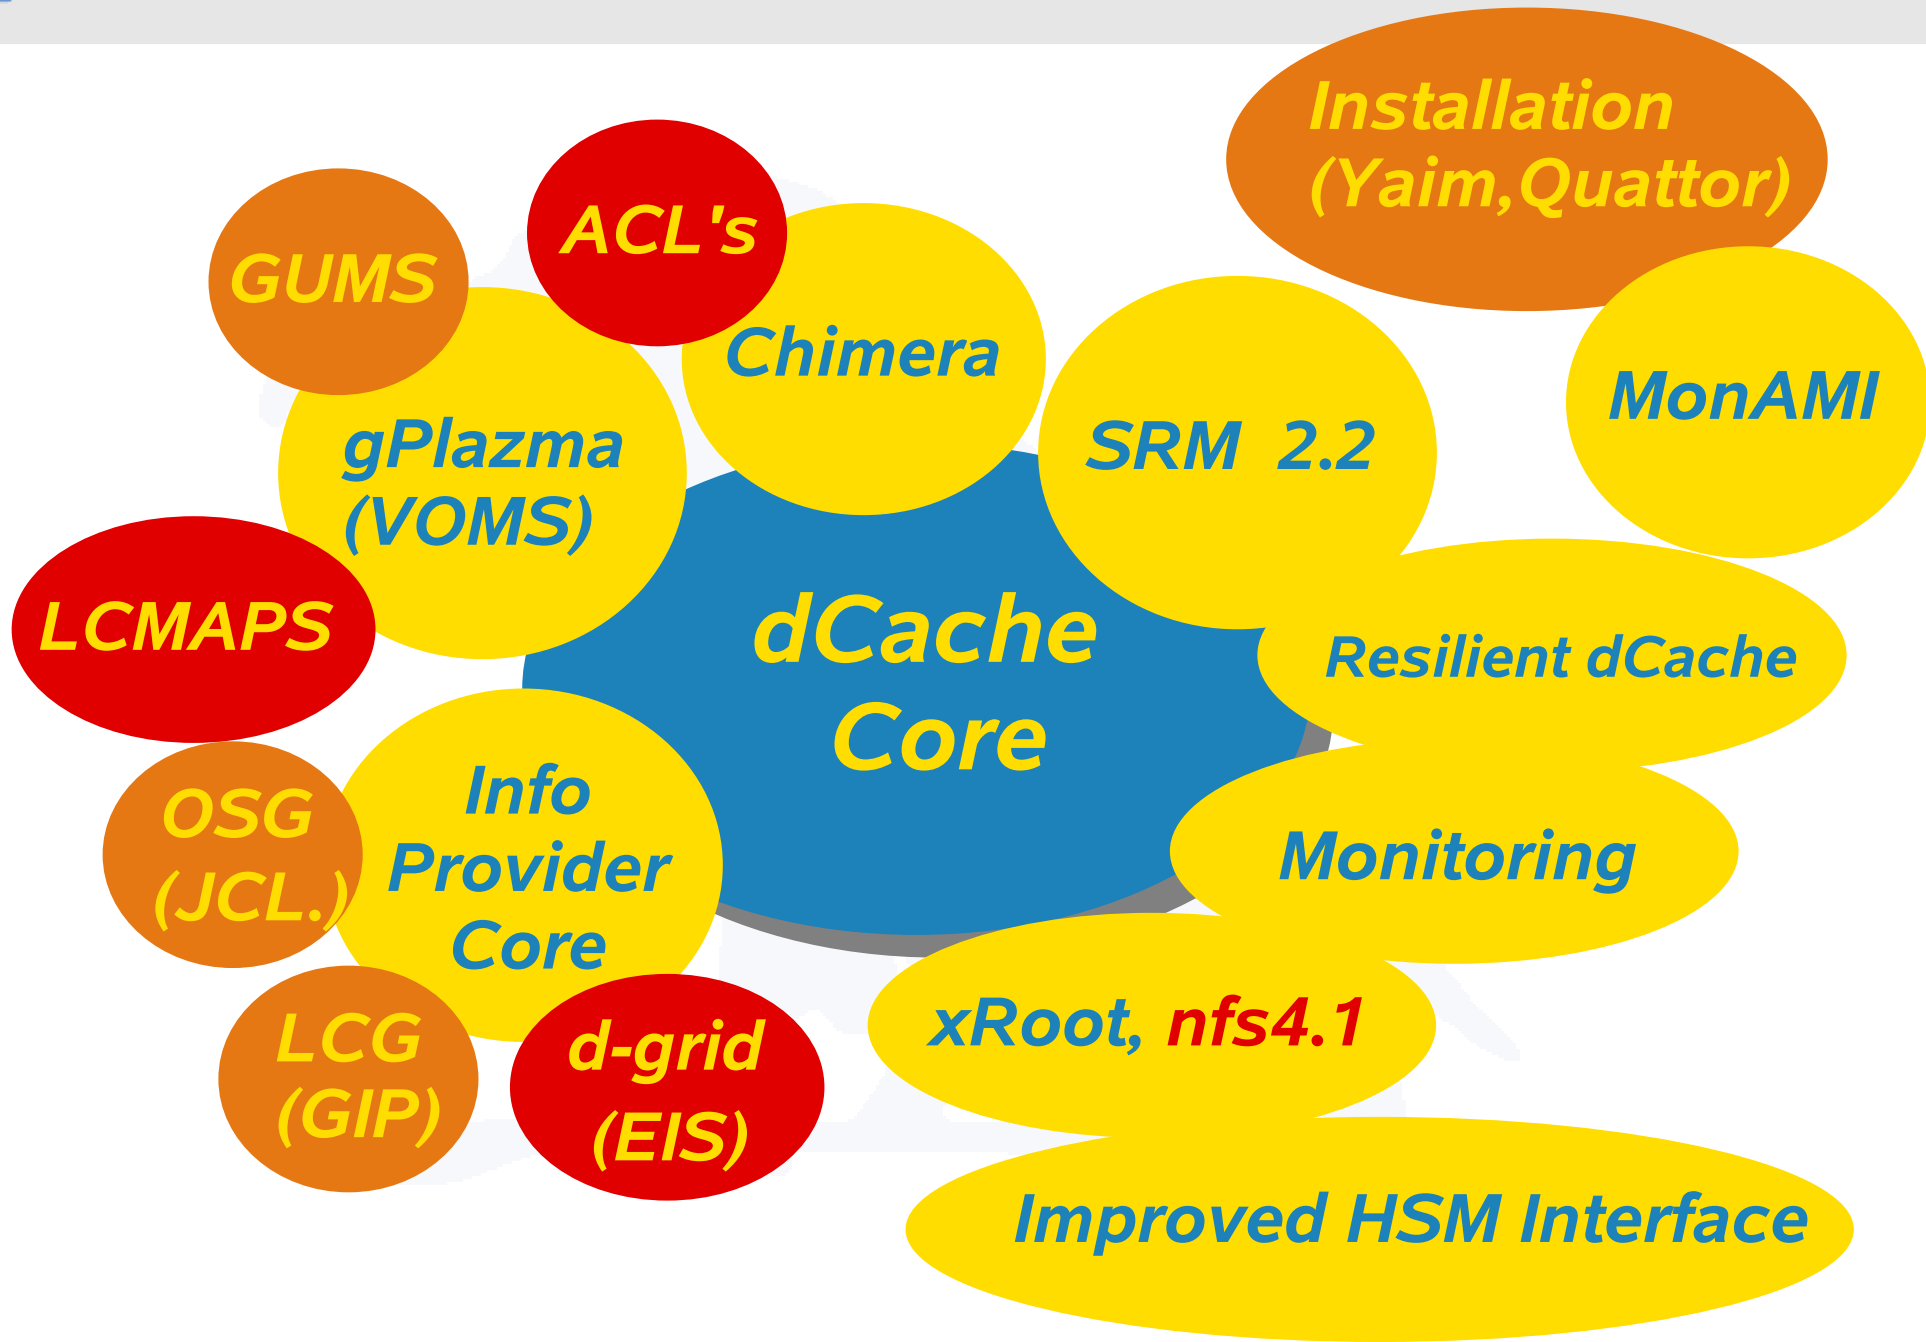 Installation
(Yaim,Quattor)
ACL's
GUMS
Chimera
MonAMI
SRM 2.2
gPlazma
(VOMS)
LCMAPS
dCache
Core
Resilient dCache
Info
Provider
Core
OSG
(JCL.)
Monitoring
LCG
(GIP)
d-grid
(EIS)
xRoot, nfs4.1
Improved HSM Interface